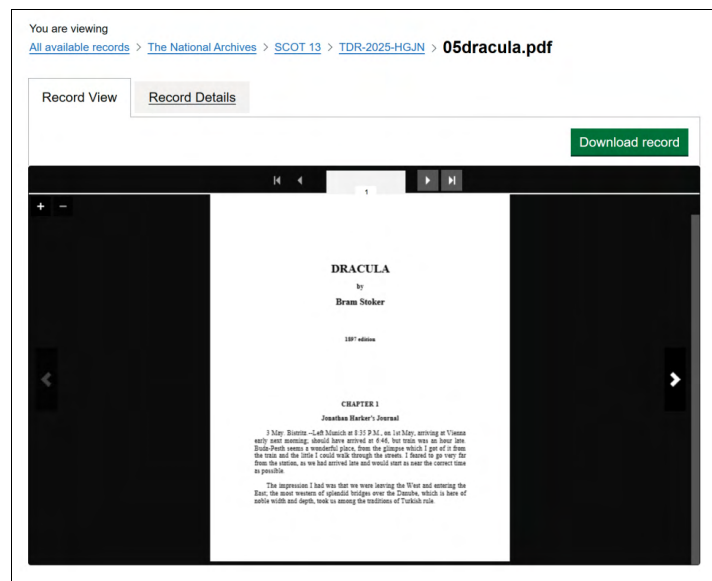 You are viewing
All available records > The National Archives > SCOT 13 > TDR-2025-HGJN > 05dracula.pdf
Record View
Record Details
Download record
1
+ −
DRACULA
by
Bram Stoker
1897 edition
CHAPTER 1
Jonathan Harker's Journal
3 May. Bistritz --Left Munich at 8:35 P.M., on 1st May, arriving at Vienna
early next morning; should have arrived at 6:46, but train was an hour late.
Buda-Pesth seems a wonderful place, from the glimpse which I got of it from
the train and the little I could walk through the streets. I feared to go very far
from the station, as we had arrived late and would start as near the correct time
as possible.
The impression I had was that we were leaving the West and entering the
East; the most western of splendid bridges over the Danube, which is here of
noble width and depth, took us among the traditions of Turkish rule.